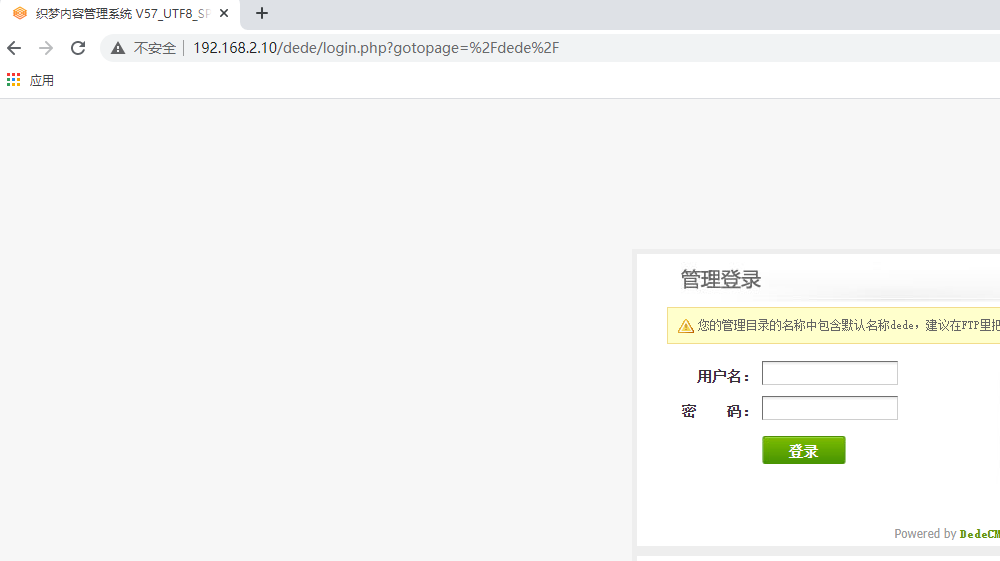 织梦内容管理系统 V57_UTF8_SP
不安全 192.168.2.10/dede/login.php?gotopage=%2Fdede%2F
应用
管理登录
您的管理目录的名称中包含默认名称dede，建议在FTP里把
用户名：
密 码：
登录
Powered by DedeCM